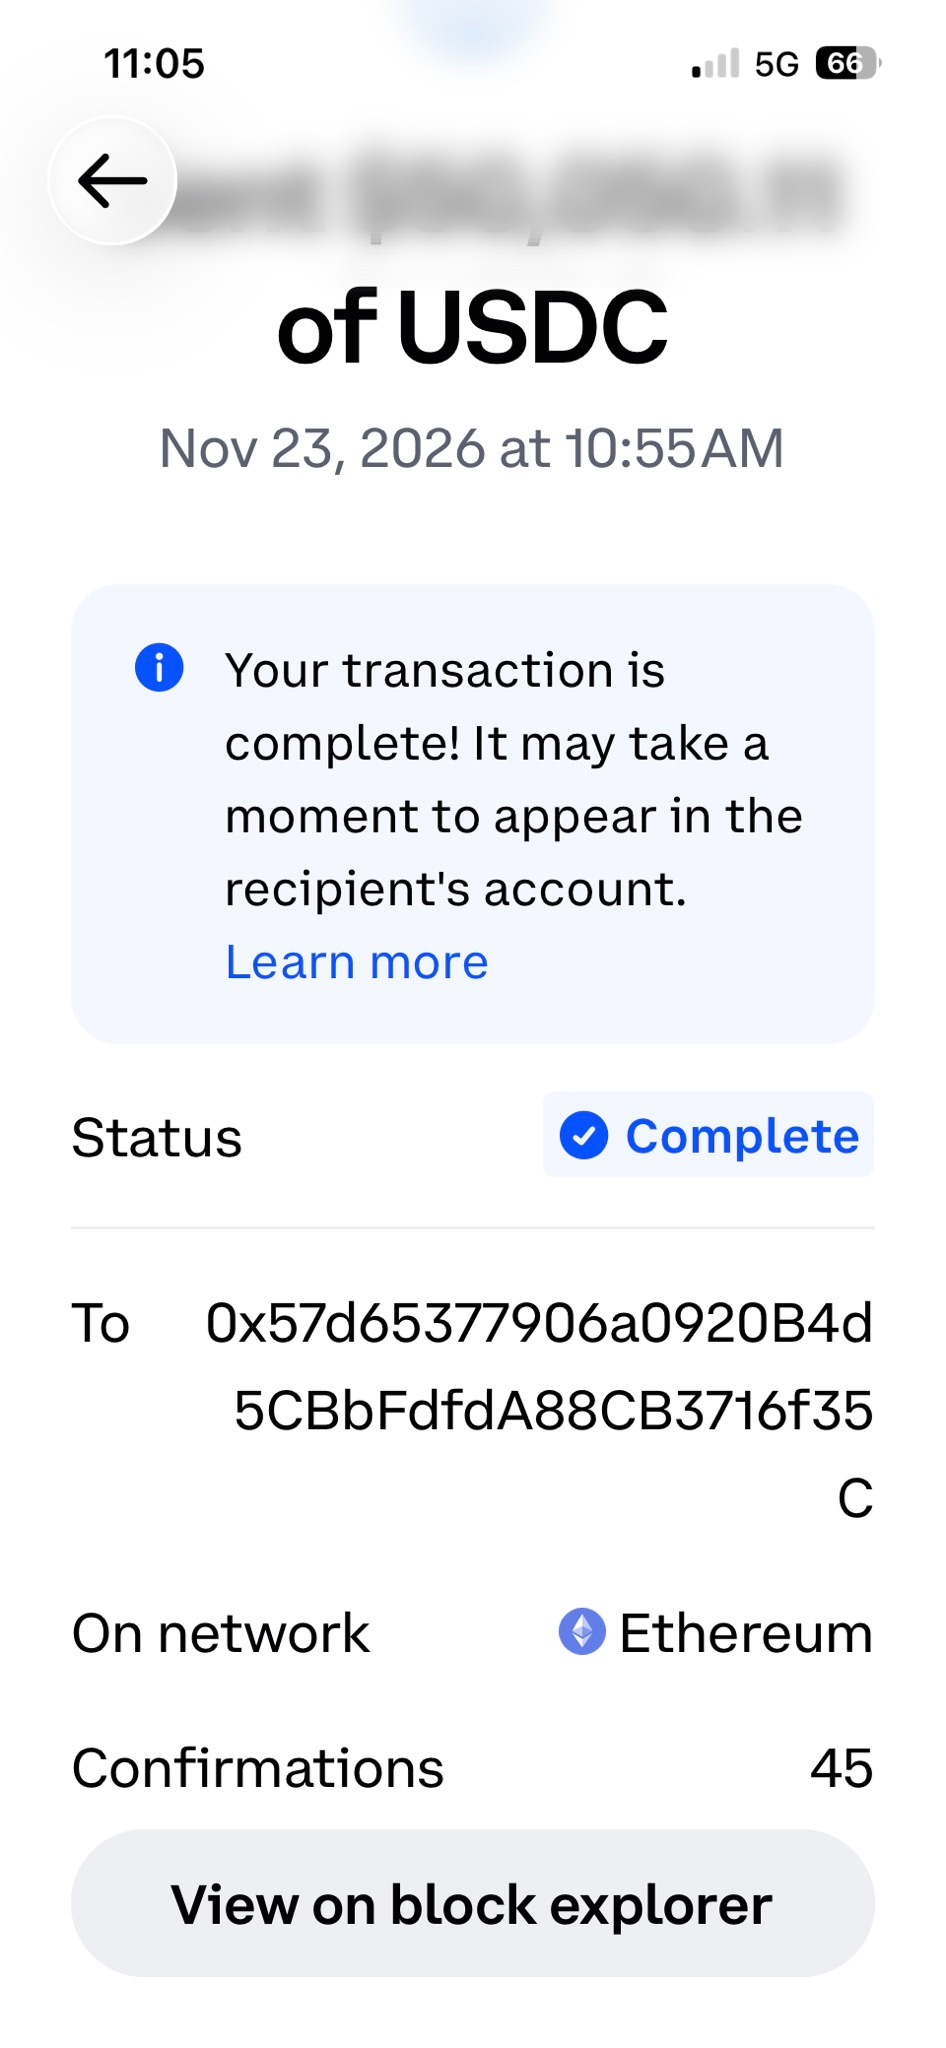 11:05
5G 66
of USDC
Nov 23, 2026 at 10:55 AM
Your transaction is
complete! It may take a
moment to appear in the
recipient's account.
Learn more
Status
Complete
To 0x57d65377906a0920B4d
5CBbFdfdA88CB3716f35
C
On network
Ethereum
Confirmations
45
View on block explorer